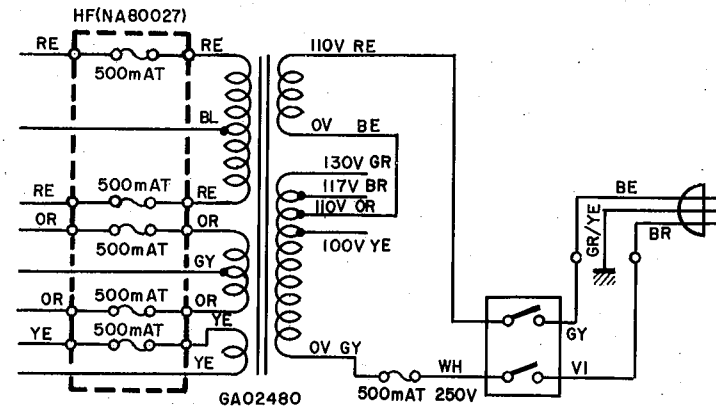 HF(NA80027)
RE
500mAT
RE
BL
RE
500mAT
RE
OR
500mAT
OR
GY
OR
500mAT
OR
YE
500mAT
YE
YE
GA02480
110V RE
0V BE
130V GR
117V BR
110V OR
100V YE
0V GY
500mAT 250V
WH
GY
VI
BE
GR/YE
BR